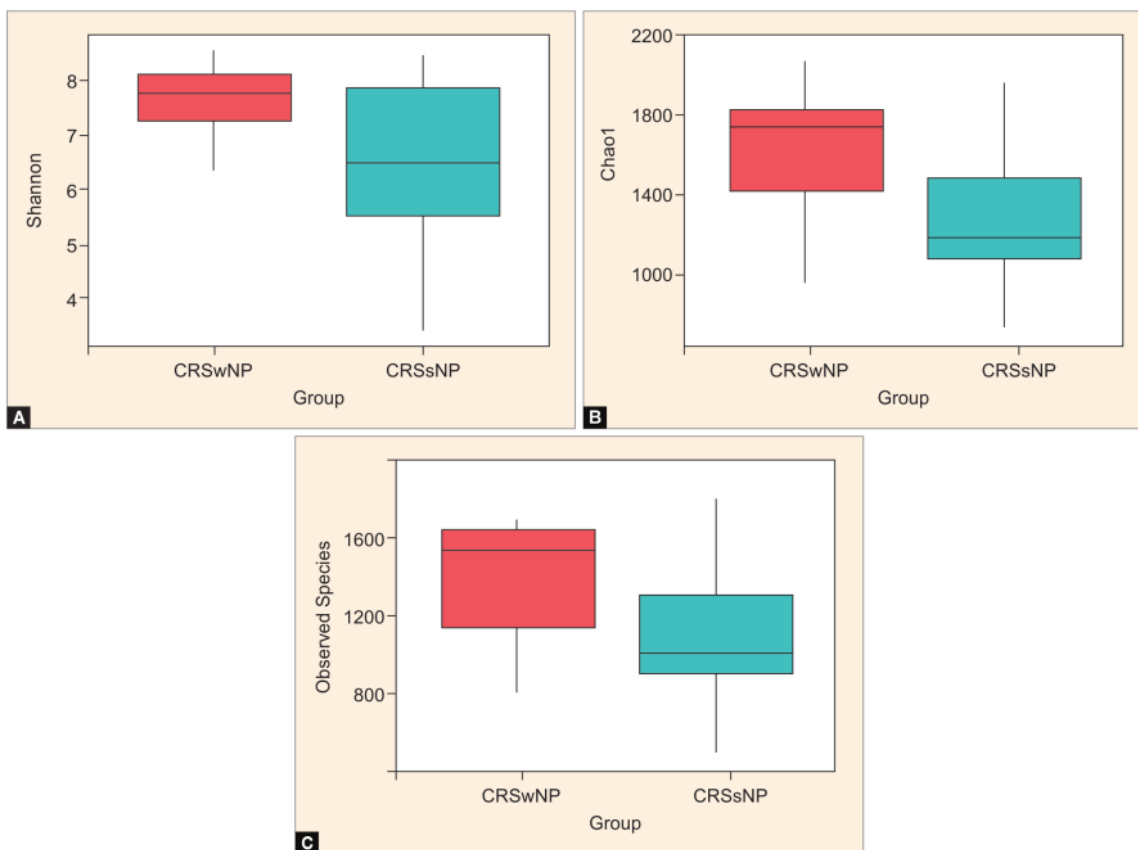 Shannon
8
7
6
5
4
CRSwNP CRSsNP
Group
A
Chao1
2200
1800
1400
1000
CRSwNP CRSsNP
Group
B
Observed Species
1600
1200
800
CRSwNP CRSsNP
Group
C